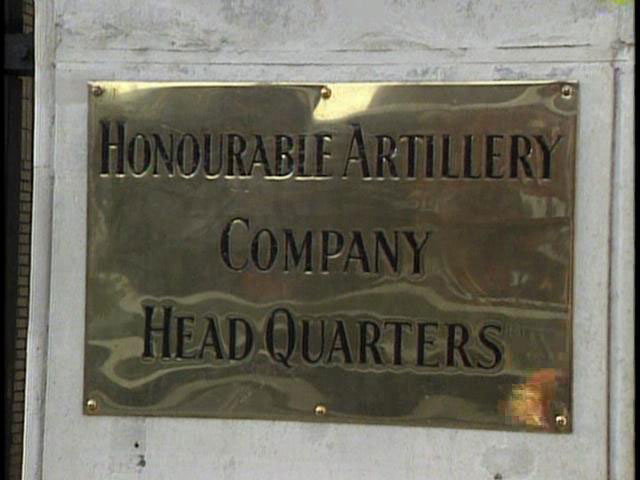 Honourable Artillery
Company
Head Quarters